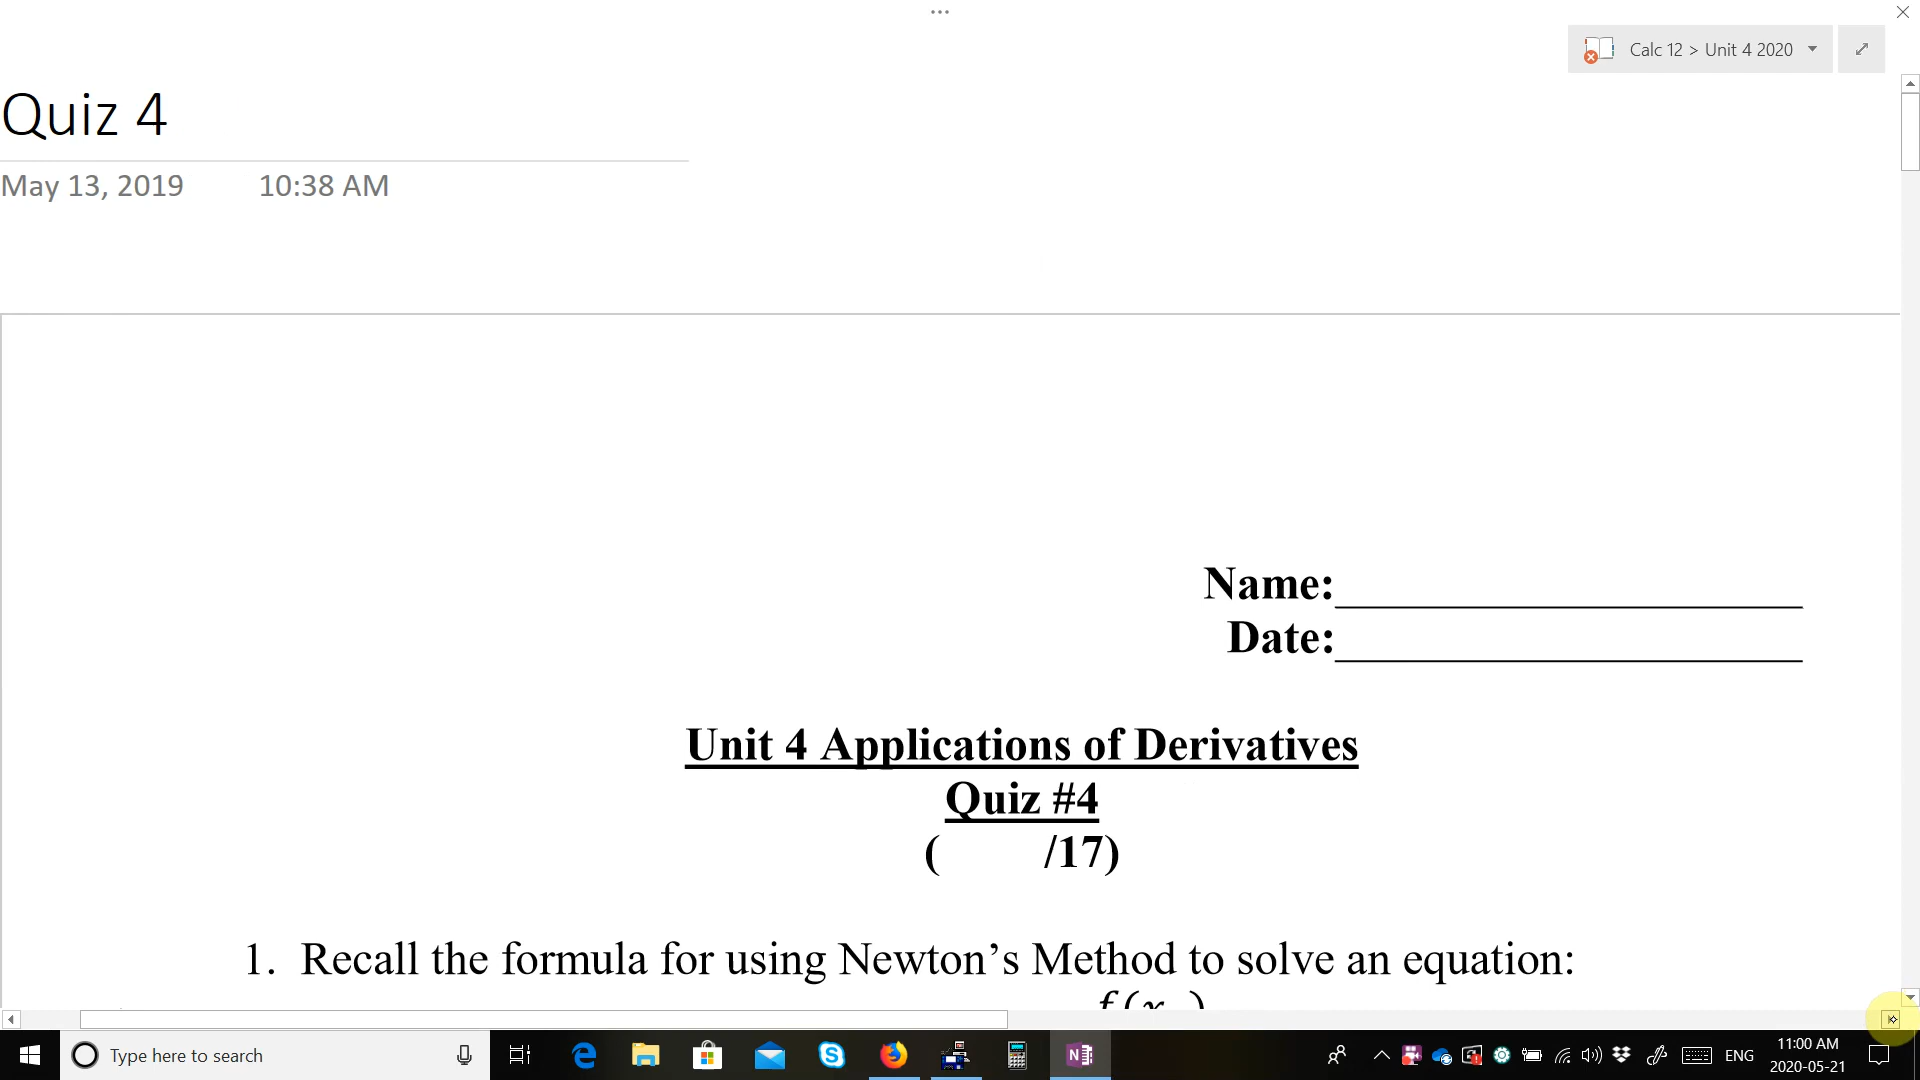 Calc 12 > Unit 4 2020
Quiz 4
May 13, 2019 10:38 AM
Name:
Date:
Unit 4 Applications of Derivatives
Quiz #4
( /17)
1. Recall the formula for using Newton’s Method to solve an equation:
Type here to search
ENG
11:00 AM
2020-05-21